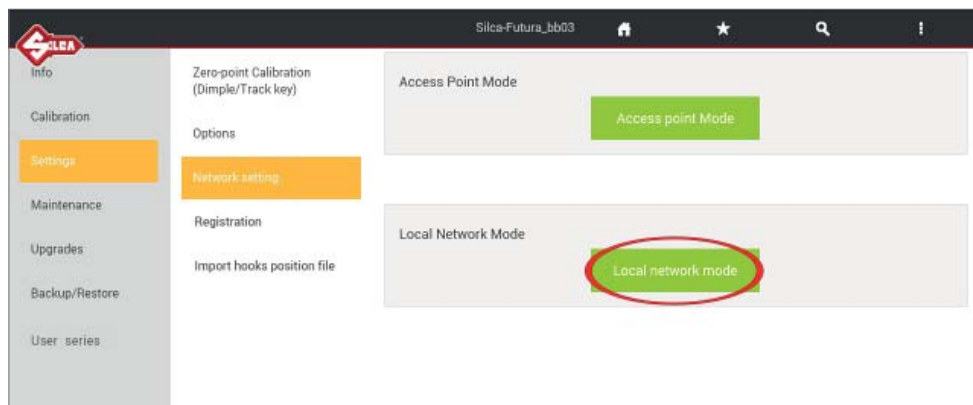 Silca-Futura_bb03
SILCA
Info
Calibration
Settings
Maintenance
Upgrades
Backup/Restore
User series
Zero-point Calibration
(Dimple/Track key)
Options
Network setting
Registration
Import hooks position file
Access Point Mode
Access point Mode
Local Network Mode
Local network mode